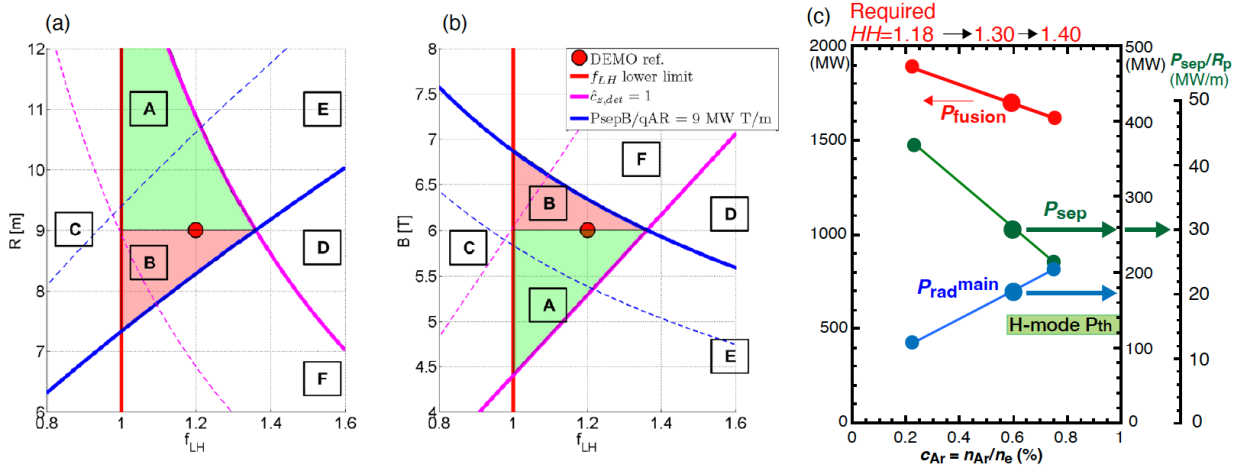 (a)
R [m]
12
11
10
9
8
7
6
0.8
1
1.2
1.4
1.6
f_LH
A
B
C
D
E
F
(b)
B [T]
8
7.5
7
6.5
6
5.5
5
4.5
4
0.8
1
1.2
1.4
1.6
f_LH
DEMO ref.
f_LH lower limit
ĉ_z,det = 1
PsepB/qAR = 9 MW T/m
F
B
D
C
A
E
(c)
Required
HH=1.18 → 1.30 → 1.40
2000
(MW)
1500
1000
500
0
500
(MW)
400
300
200
100
0
P_sep/R_p
(MW/m)
50
40
30
20
10
0
P_fusion
P_sep
P_rad^main
H-mode Pth
0
0.2
0.4
0.6
0.8
1
c_Ar = n_Ar/n_e (%)